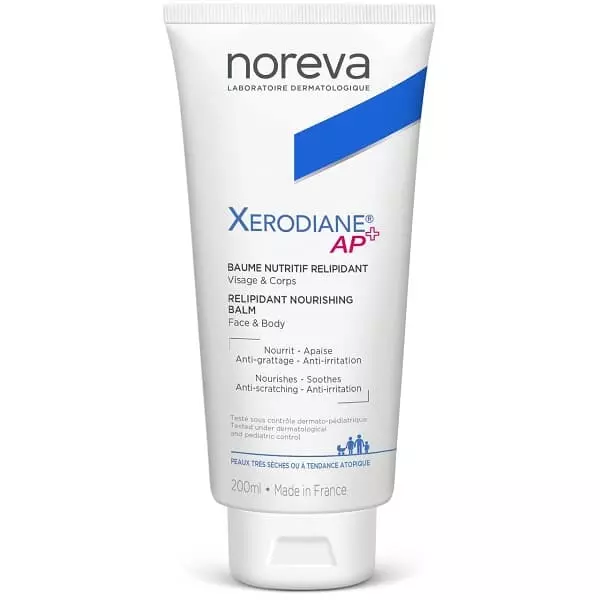 noreva
LABORATOIRE DERMATOLOGIQUE
XERODIANE®
AP+
BAUME NUTRITIF RELIPIDANT
Visage & Corps
RELIPIDANT NOURISHING
BALM
Face & Body
Nourrit - Apaise
Anti-grattage - Anti-irritation
Nourishes - Soothes
Anti-scratching - Anti-irritation
Testé sous contrôle dermato-pédiatrique
Tested under dermatological
and pediatric control
PEAUX TRÈS SÈCHES OU À TENDANCE ATOPIQUE
200ml • Made in France